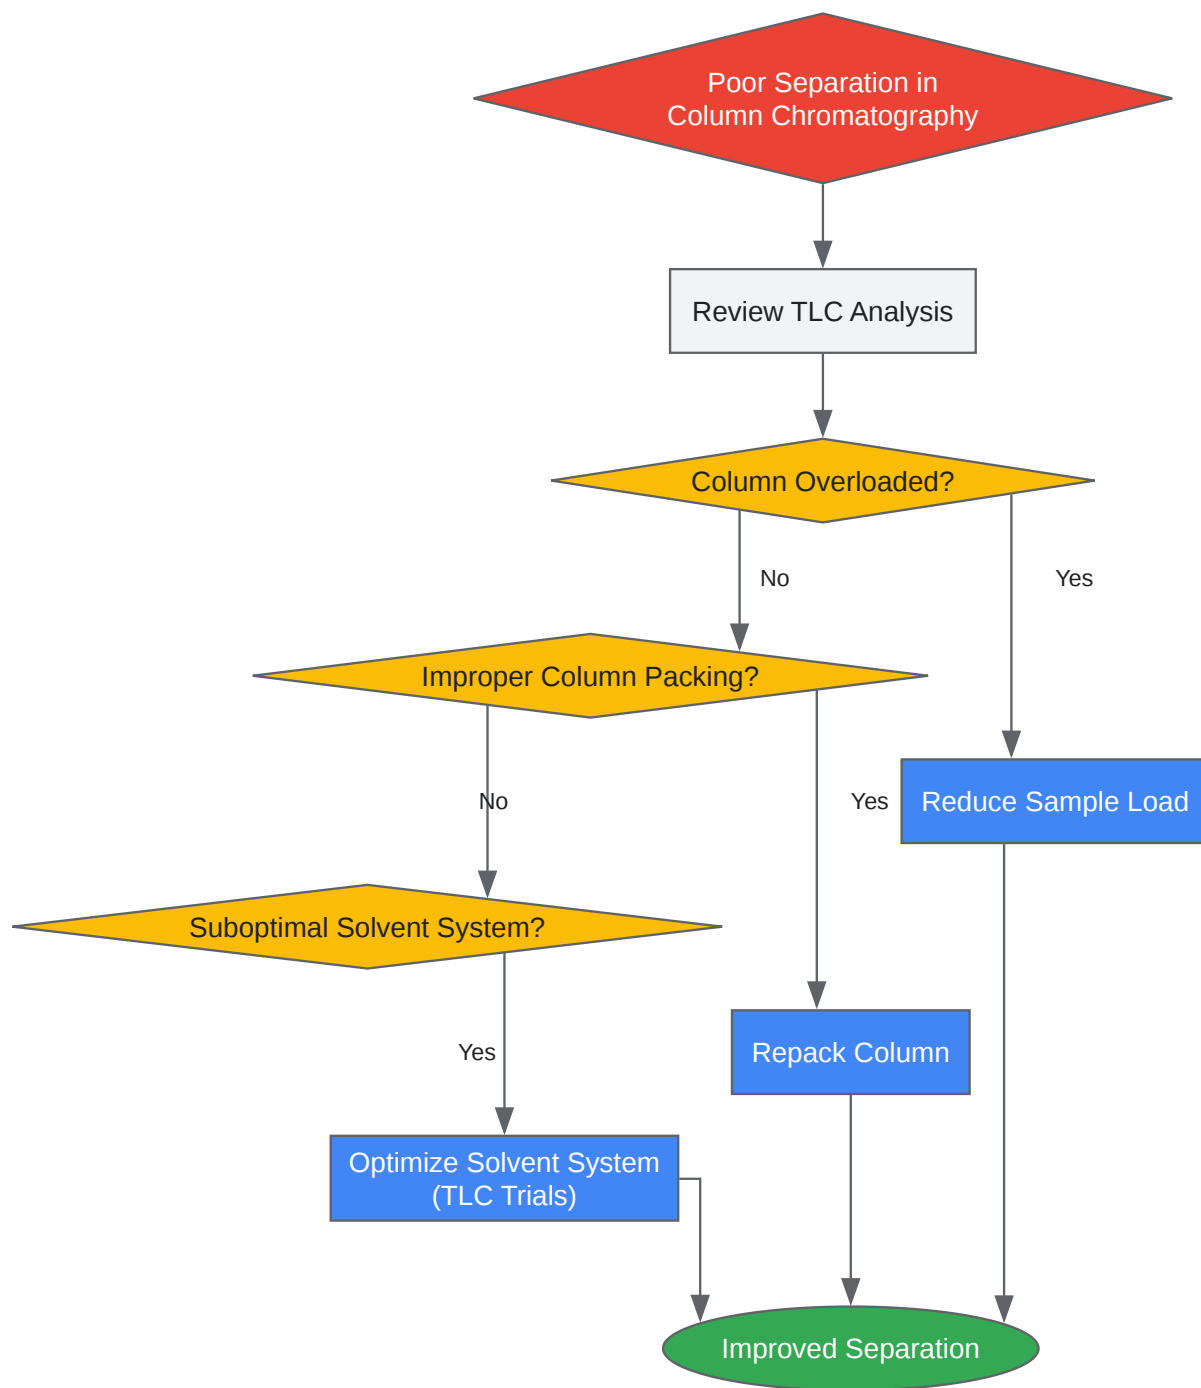 Poor Separation in
Column Chromatography
Review TLC Analysis
Column Overloaded?
No
Yes
Improper Column Packing?
No
Yes
Reduce Sample Load
Suboptimal Solvent System?
Yes
Repack Column
Optimize Solvent System
(TLC Trials)
Improved Separation